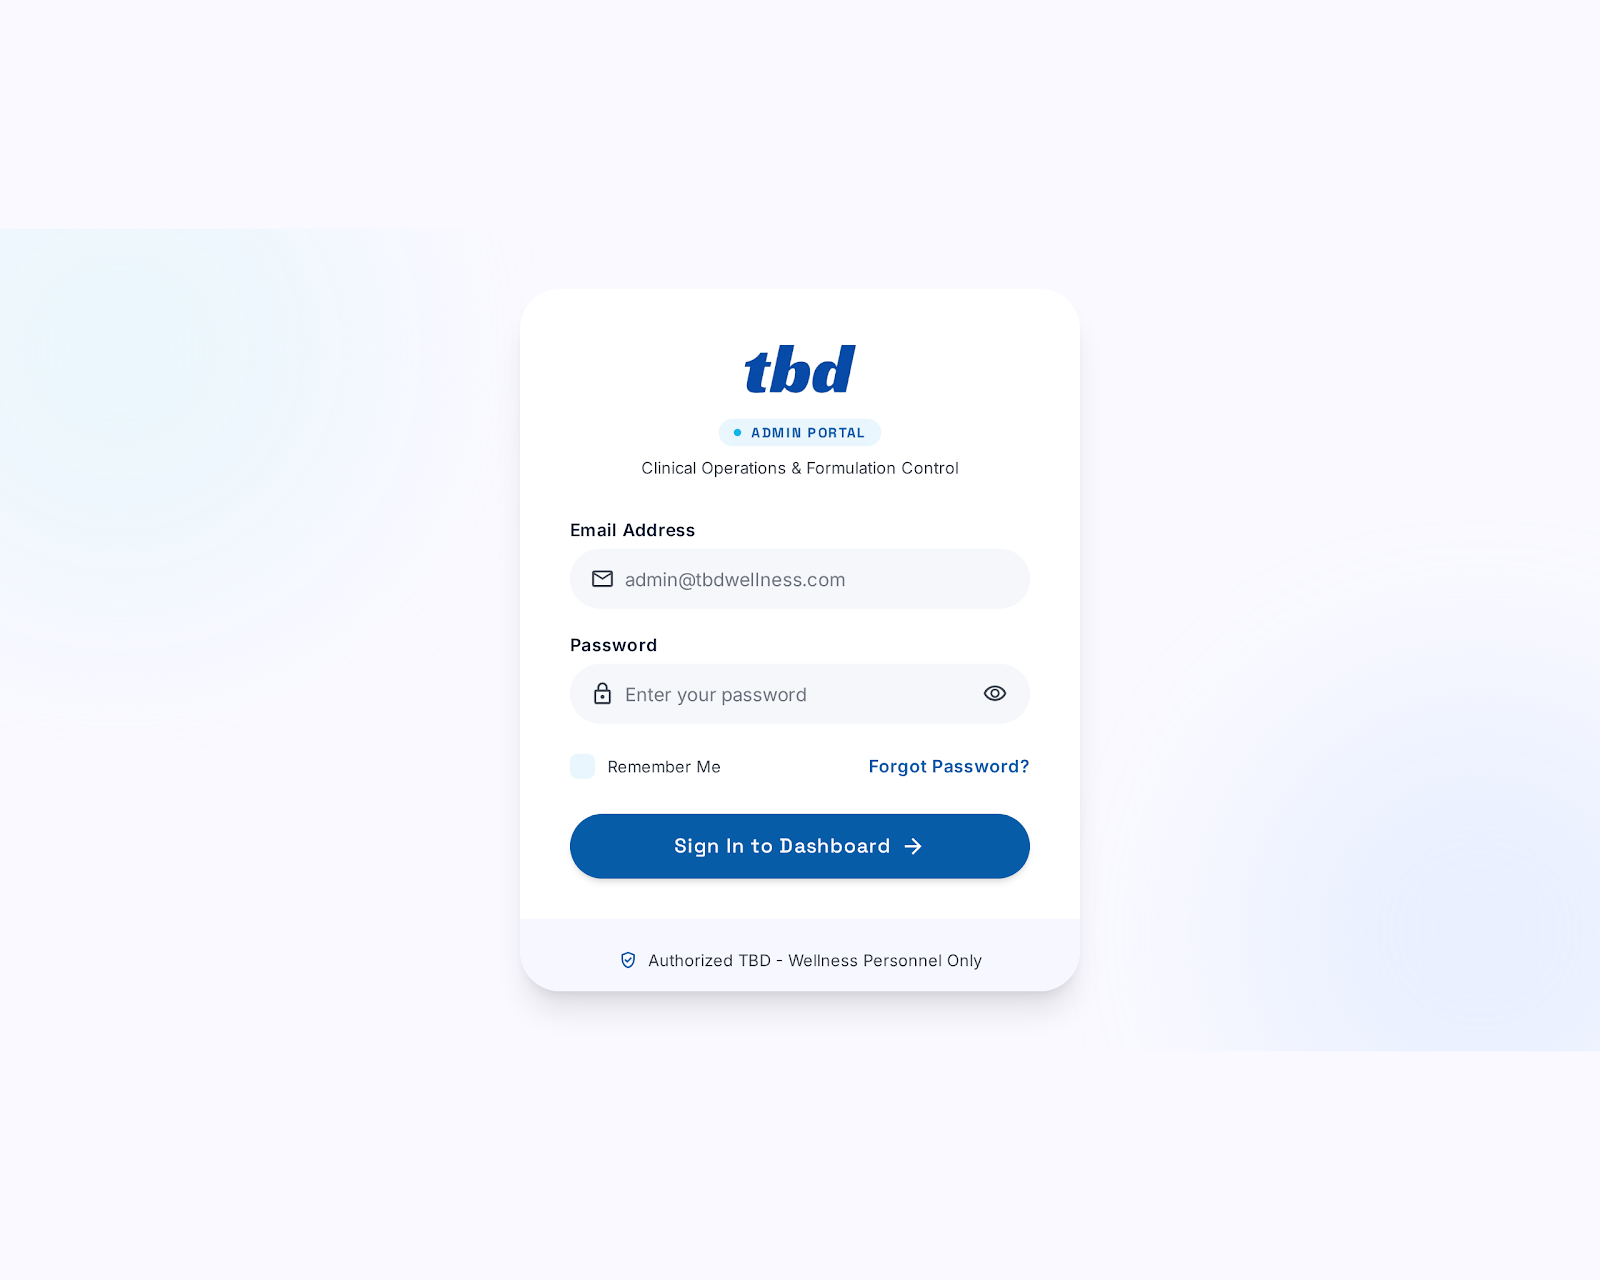 tbd
ADMIN PORTAL
Clinical Operations & Formulation Control
Email Address
admin@tbdwellness.com
Password
Enter your password
Remember Me
Forgot Password?
Sign In to Dashboard
Authorized TBD - Wellness Personnel Only